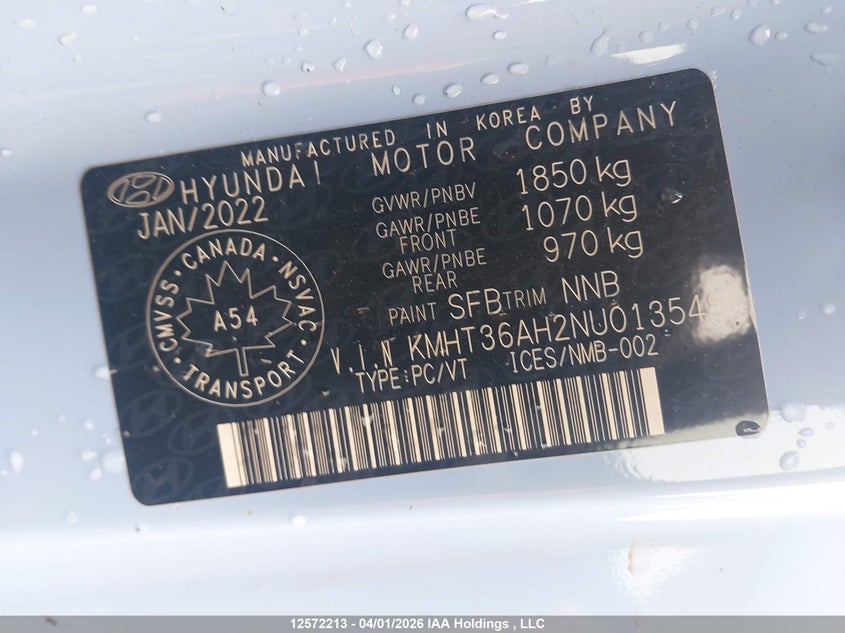 MANUFACTURED IN KOREA BY
HYUNDAI MOTOR COMPANY
JAN/2022
GVWR/PNBV 1850 kg
GAWR/PNBE FRONT 1070 kg
GAWR/PNBE REAR 970 kg
PAINT SFB TRIM NNB
V.I.N KMHT36AH2NU01354
TYPE:PC/VT ICES/NMB-002
CMVSS · CANADA · NSVAC · TRANSPORT ·
A54
12572213 - 04/01/2026 IAA Holdings , LLC